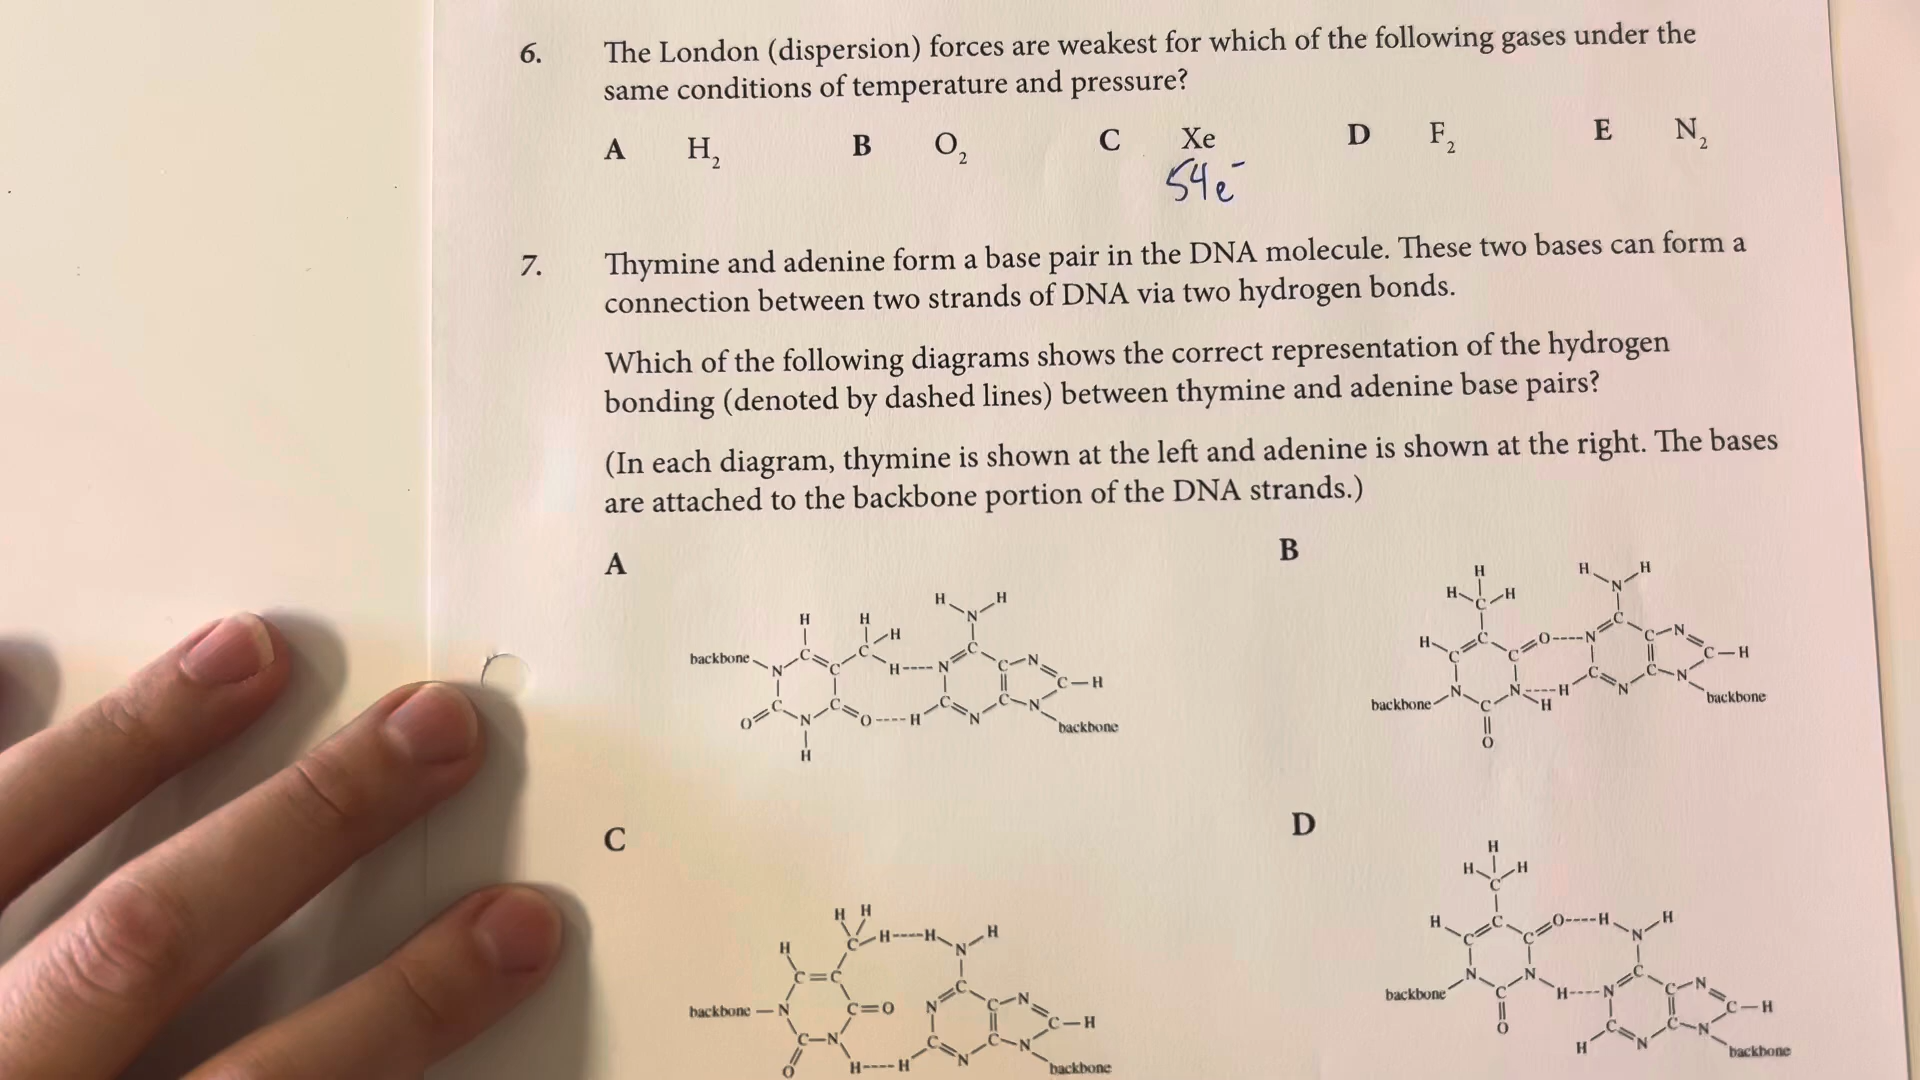 6. The London (dispersion) forces are weakest for which of the following gases under the
same conditions of temperature and pressure?
A H₂ B O₂ C Xe D F₂ E N₂
54e⁻
7. Thymine and adenine form a base pair in the DNA molecule. These two bases can form a
connection between two strands of DNA via two hydrogen bonds.
Which of the following diagrams shows the correct representation of the hydrogen
bonding (denoted by dashed lines) between thymine and adenine base pairs?
(In each diagram, thymine is shown at the left and adenine is shown at the right. The bases
are attached to the backbone portion of the DNA strands.)
A
H H
H H H
backbone N C C C H N N C C N C H
O C N C O H C N C N
H
backbone
B
H H H
H C H N
H C C C O N C C N C H
backbone N C N H C N C N backbone
H
O
C
H H
H C H H N H
C C C
backbone N C O N C C N C H
C N C N C N
O H H backbone
D
H
H C H
H C C C O H N H
backbone N C N H N C C N C H
O
H C N C N
backbone